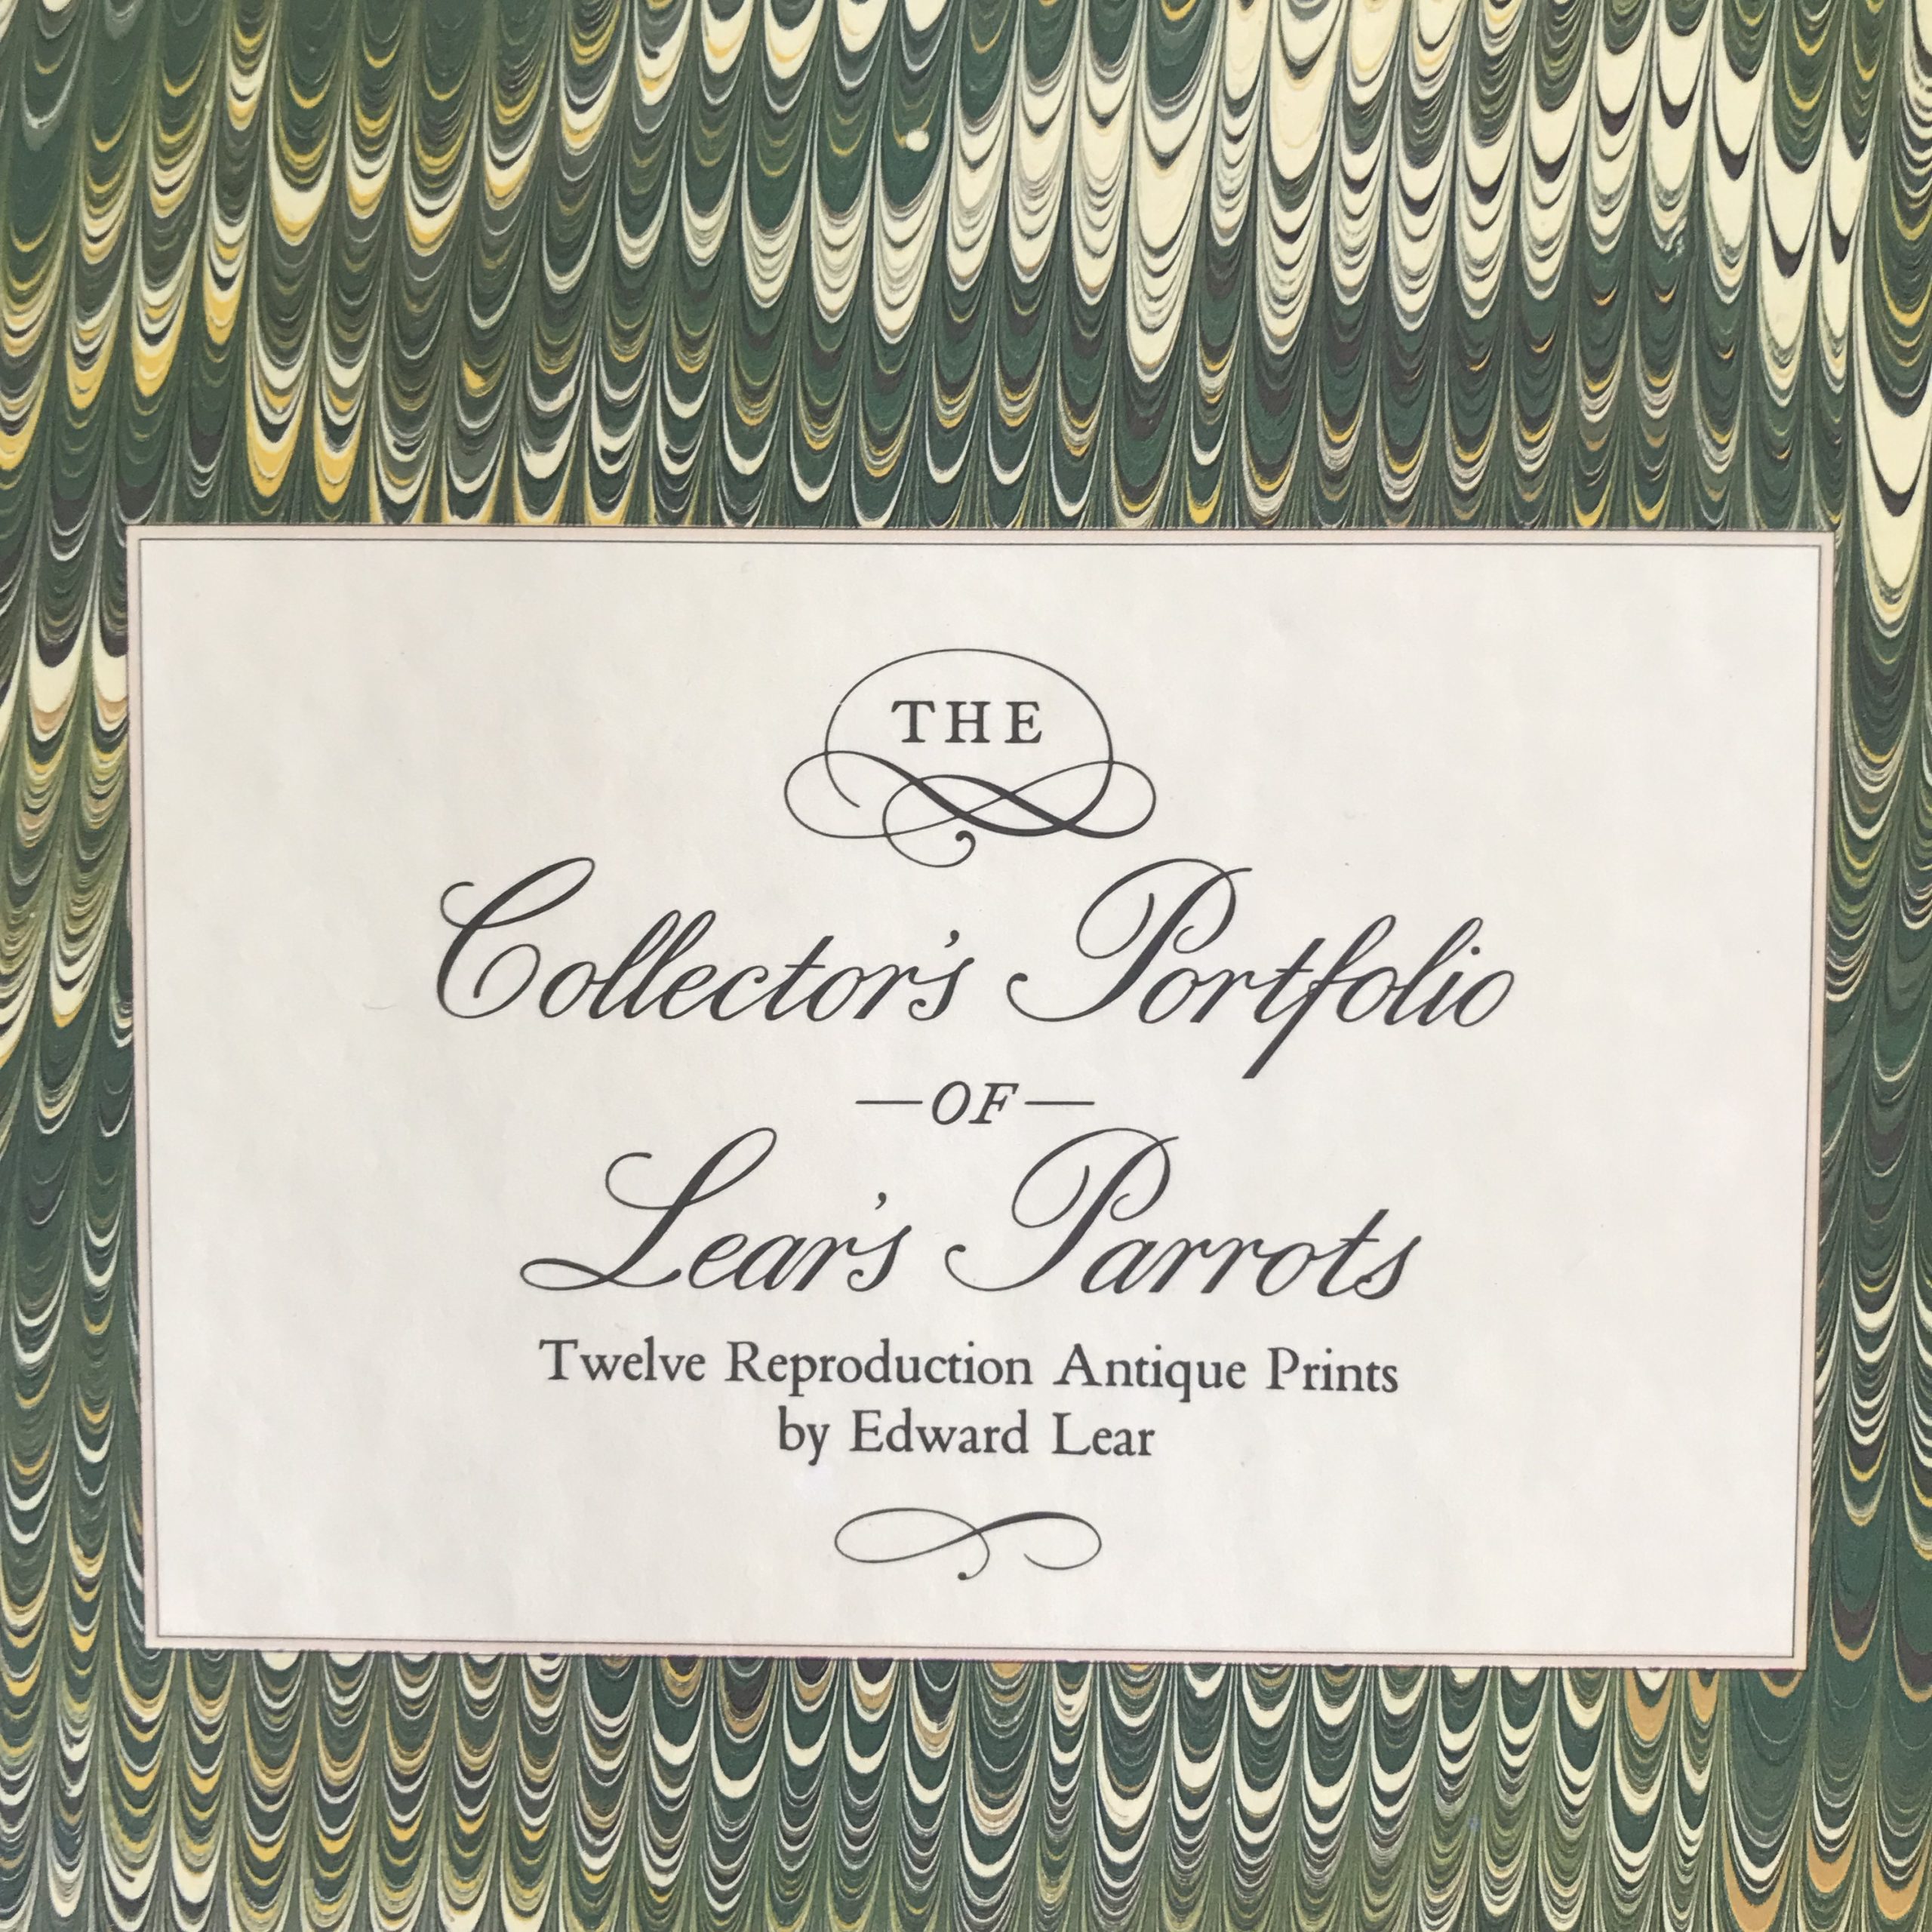 THE
Collector's Portfolio
—OF—
Lear's Parrots
Twelve Reproduction Antique Prints
by Edward Lear